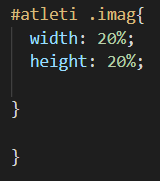 #atleti .imag{
width: 20%;
height: 20%;
}
}